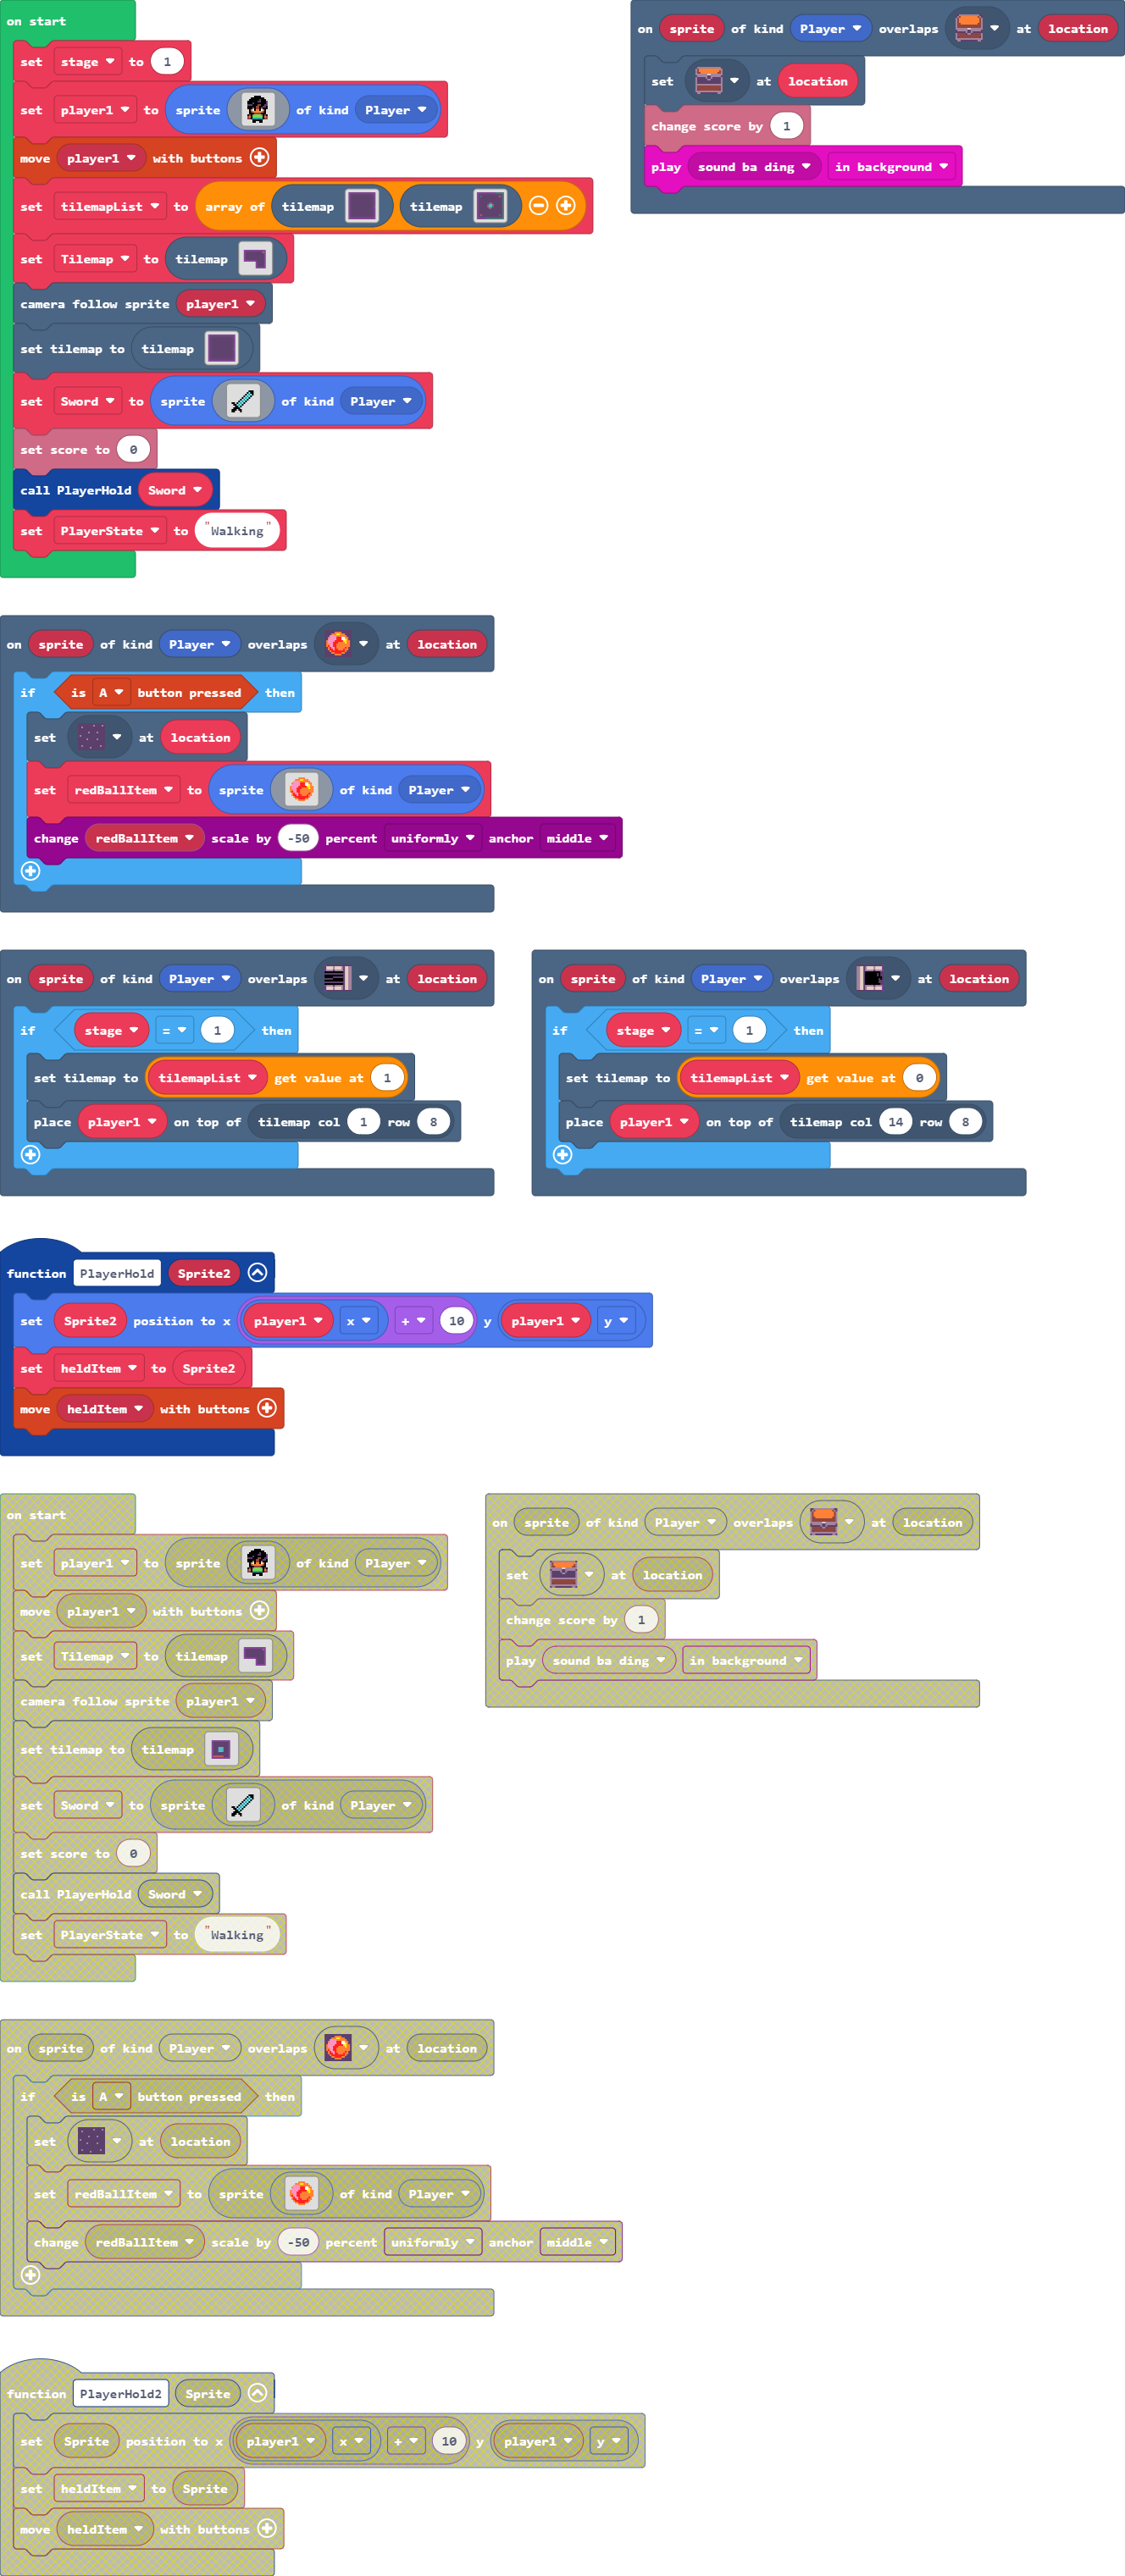 on start
set stage to 1
set player1 to sprite of kind Player
move player1 with buttons
set tilemapList to array of tilemap tilemap
set Tilemap to tilemap
camera follow sprite player1
set tilemap to tilemap
set Sword to sprite of kind Player
set score to 0
call PlayerHold Sword
set PlayerState to "Walking"
on sprite of kind Player overlaps at location
set at location
change score by 1
play sound ba ding in background
on sprite of kind Player overlaps at location
if is A button pressed then
set at location
set redBallItem to sprite of kind Player
change redBallItem scale by -50 percent uniformly anchor middle
on sprite of kind Player overlaps at location
if stage = 1 then
set tilemap to tilemapList get value at 1
place player1 on top of tilemap col 1 row 8
on sprite of kind Player overlaps at location
if stage = 1 then
set tilemap to tilemapList get value at 0
place player1 on top of tilemap col 14 row 8
function PlayerHold Sprite2
set Sprite2 position to x player1 x + 10 y player1 y
set heldItem to Sprite2
move heldItem with buttons
on start
set player1 to sprite of kind Player
move player1 with buttons
set Tilemap to tilemap
camera follow sprite player1
set tilemap to tilemap
set Sword to sprite of kind Player
set score to 0
call PlayerHold Sword
set PlayerState to "Walking"
on sprite of kind Player overlaps at location
set at location
change score by 1
play sound ba ding in background
on sprite of kind Player overlaps at location
if is A button pressed then
set at location
set redBallItem to sprite of kind Player
change redBallItem scale by -50 percent uniformly anchor middle
function PlayerHold2 Sprite
set Sprite position to x player1 x + 10 y player1 y
set heldItem to Sprite
move heldItem with buttons